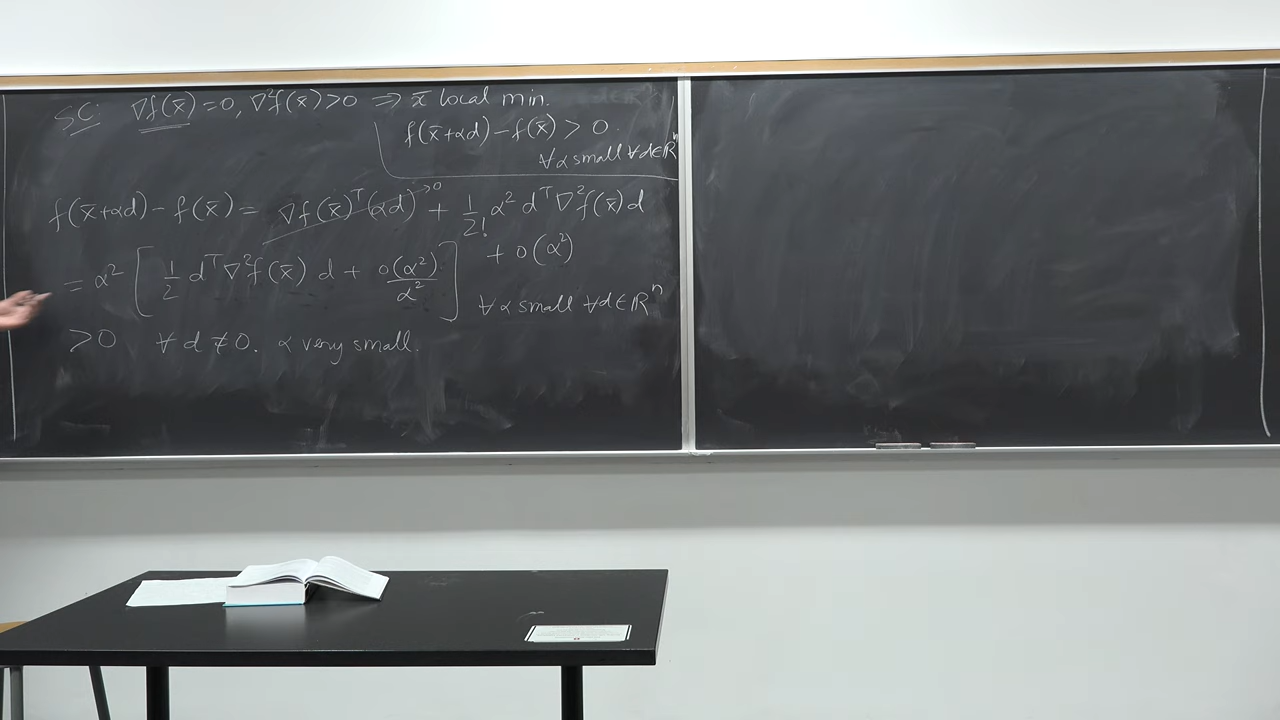 SC: ∇f(x̄)=0, ∇²f(x̄)>0 ⇒ x̄ local min.
f(x̄+αd)-f(x̄) > 0.
∀α small ∀d∈ℝⁿ
f(x̄+αd)-f(x̄) = ∇f(x̄)ᵀ(αd)→0 + 1/2! α² dᵀ∇²f(x̄)d
+ o(α²)
= α² [ 1/2 dᵀ∇²f(x̄) d + o(α²)/α² ]
∀α small ∀d∈ℝⁿ
>0 ∀ d ≠ 0. α very small.